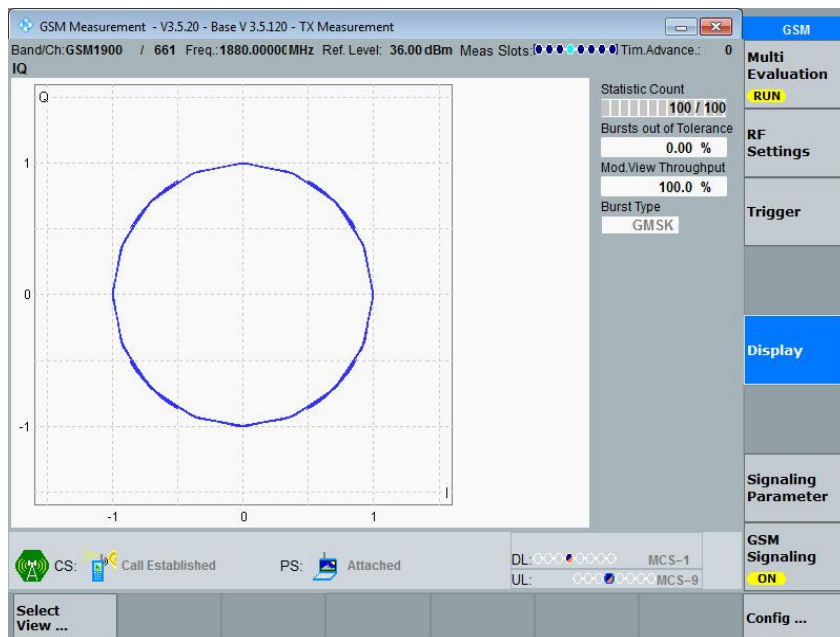 GSM Measurement - V3.5.20 - Base V 3.5.120 - TX Measurement
GSM
Band/Ch: GSM1900 / 661 Freq.: 1880.0000 MHz Ref. Level: 36.00 dBm Meas Slots: Tim.Advance.: 0
IQ
Multi
Evaluation
RUN
RF
Settings
Trigger
Display
Signaling
Parameter
GSM
Signaling
ON
Config ...
Statistic Count
100 / 100
Bursts out of Tolerance
0.00 %
Mod.View Throughput
100.0 %
Burst Type
GMSK
Q
1
0
-1
I
-1 0 1
CS: Call Established PS: Attached
DL: MCS-1
UL: MCS-9
Select
View ...